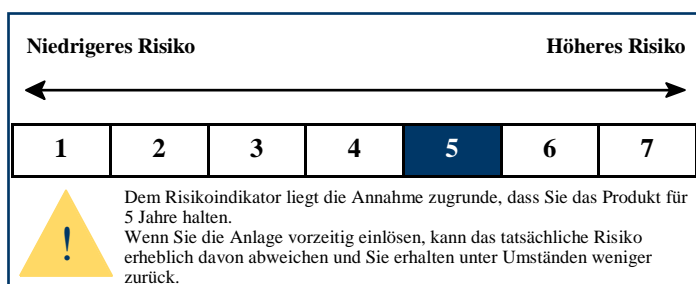 Niedrigeres Risiko Höheres Risiko
1 2 3 4 5 6 7
Dem Risikoindikator liegt die Annahme zugrunde, dass Sie das Produkt für
5 Jahre halten.
Wenn Sie die Anlage vorzeitig einlösen, kann das tatsächliche Risiko
erheblich davon abweichen und Sie erhalten unter Umständen weniger
zurück.
!